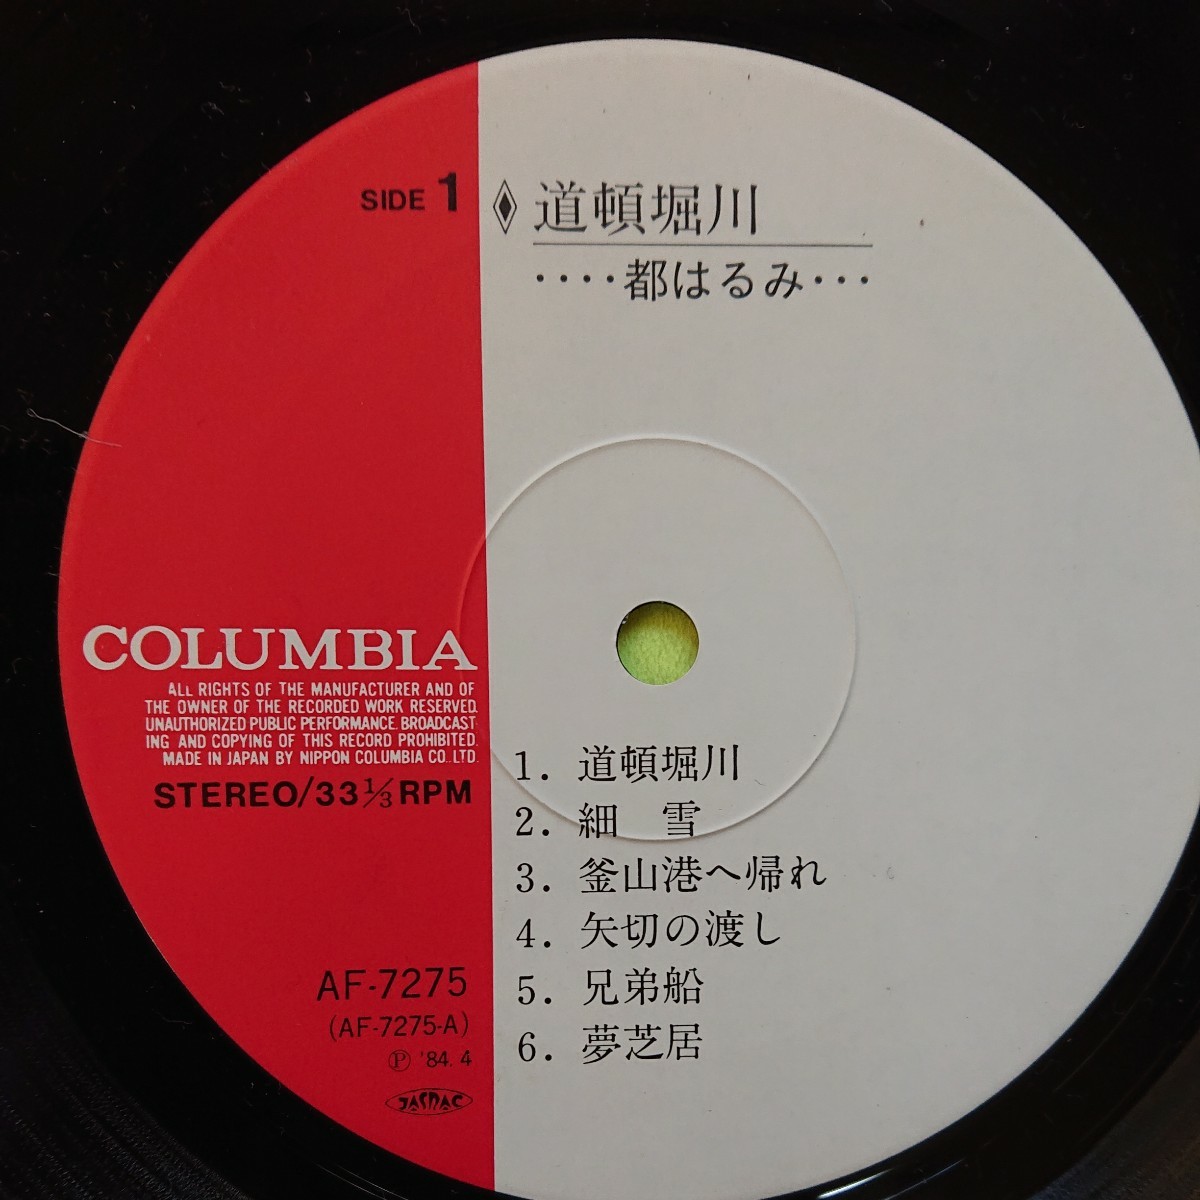 SIDE 1
道頓堀川
‥‥都はるみ‥・
COLUMBIA
ALL RIGHTS OF THE MANUFACTURER AND OF
THE OWNER OF THE RECORDED WORK RESERVED.
UNAUTHORIZED PUBLIC PERFORMANCE. BROADCAST-
ING AND COPYING OF THIS RECORD PROHIBITED.
MADE IN JAPAN BY NIPPON COLUMBIA CO., LTD.
STEREO/33 1/3 RPM
AF-7275
(AF-7275-A)
Ⓟ '84. 4
JASRAC
1. 道頓堀川
2. 細　雪
3. 釜山港へ帰れ
4. 矢切の渡し
5. 兄弟船
6. 夢芝居